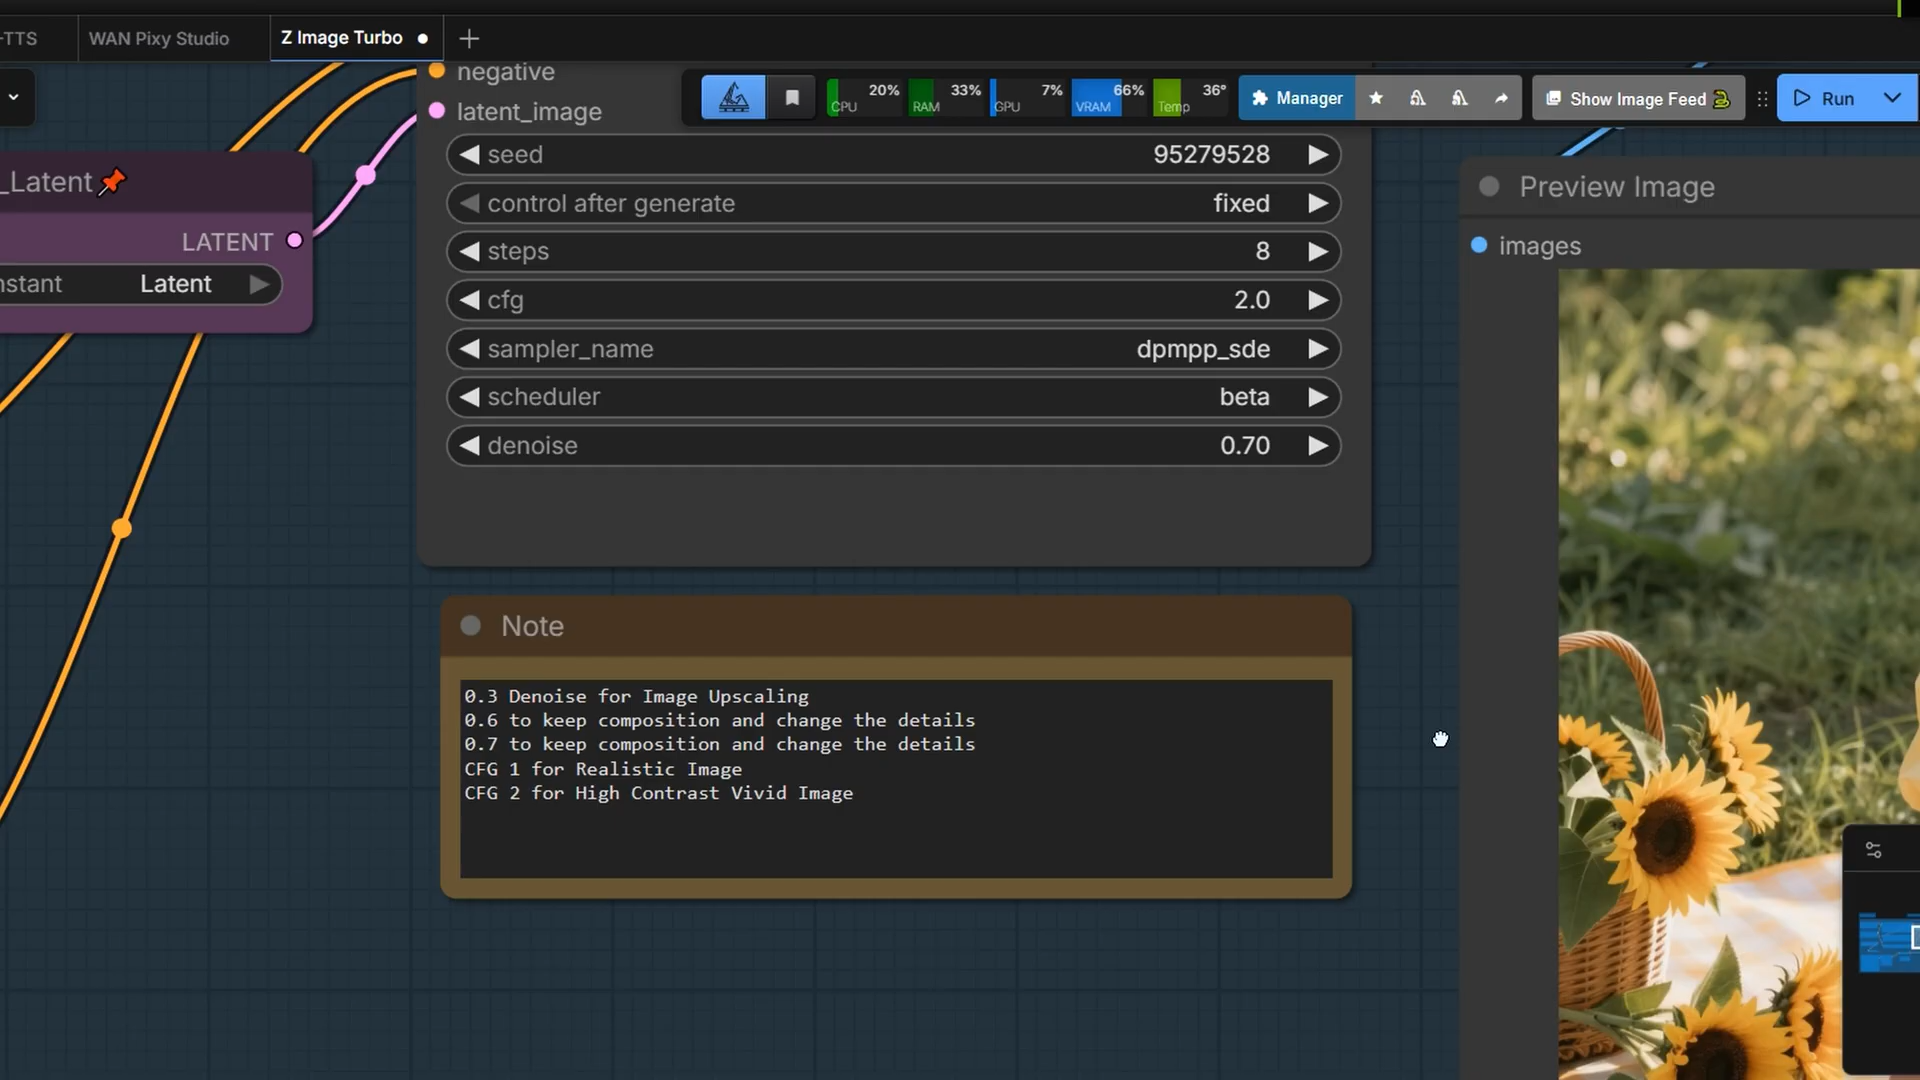 -TTS
WAN Pixy Studio
Z Image Turbo
negative
latent_image
CPU 20%
RAM 33%
GPU 7%
VRAM 66%
Temp 36°
Manager
Show Image Feed
Run
seed 95279528
control after generate fixed
steps 8
cfg 2.0
sampler_name dpmpp_sde
scheduler beta
denoise 0.70
_Latent
LATENT
nstant Latent
Preview Image
images
Note
0.3 Denoise for Image Upscaling
0.6 to keep composition and change the details
0.7 to keep composition and change the details
CFG 1 for Realistic Image
CFG 2 for High Contrast Vivid Image